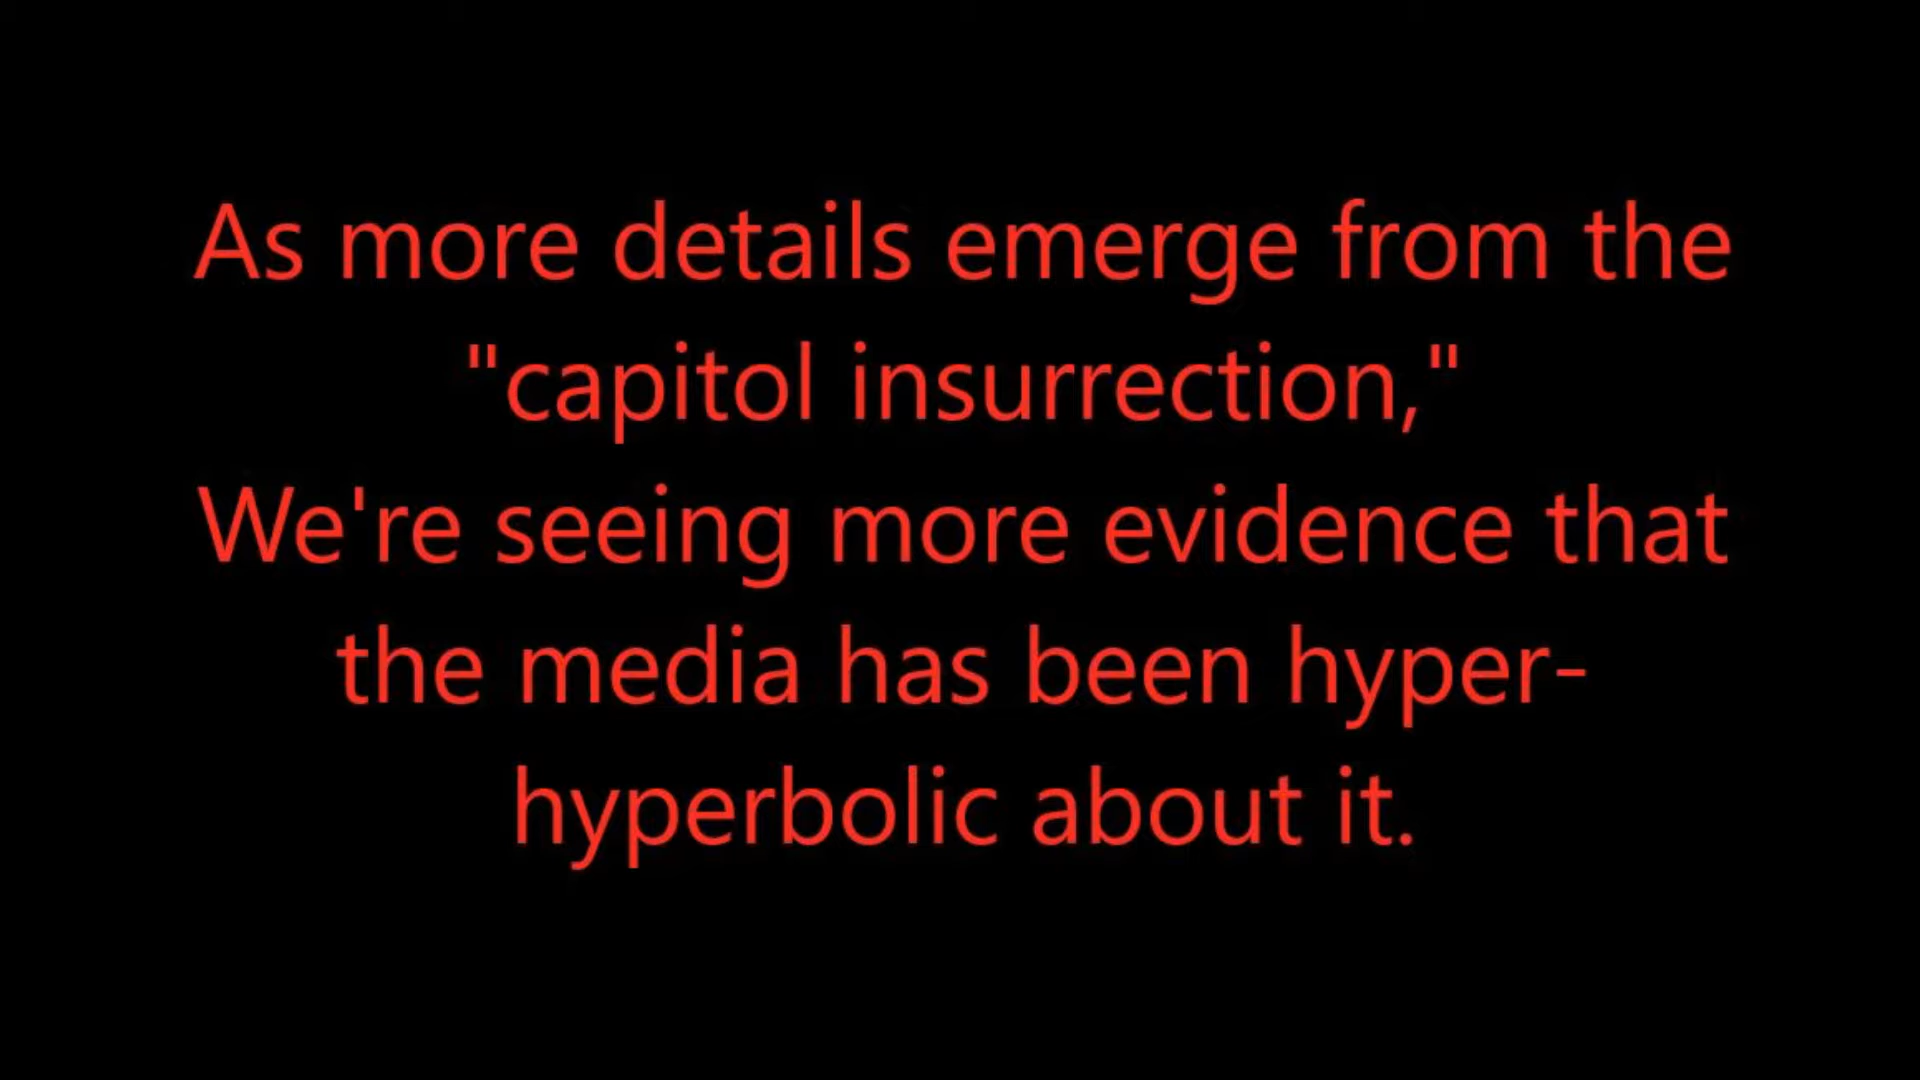 As more details emerge from the
"capitol insurrection,"
We're seeing more evidence that
the media has been hyper-
hyperbolic about it.